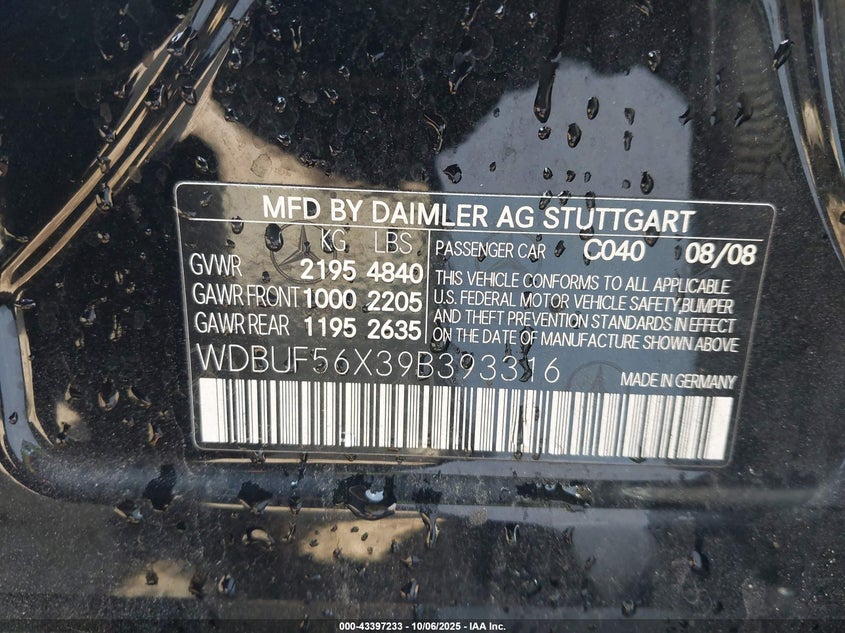 MFD BY DAIMLER AG STUTTGART
KG LBS
GVWR 2195 4840
GAWR FRONT 1000 2205
GAWR REAR 1195 2635
PASSENGER CAR C040 08/08
THIS VEHICLE CONFORMS TO ALL APPLICABLE
U.S. FEDERAL MOTOR VEHICLE SAFETY,BUMPER
AND THEFT PREVENTION STANDARDS IN EFFECT
ON THE DATE OF MANUFACTURE SHOWN ABOVE
WDBUF56X39B393316
MADE IN GERMANY
000-43397233 - 10/06/2025 - IAA Inc.